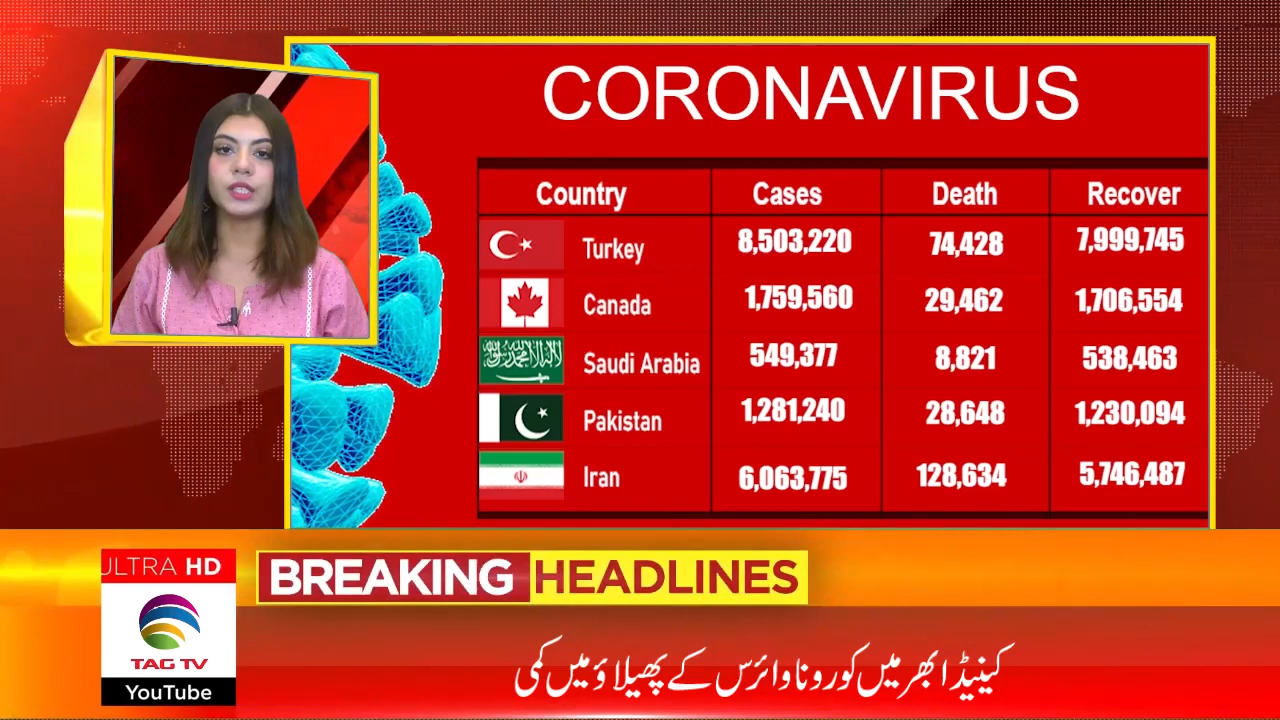 CORONAVIRUS
Country Cases Death Recover
Turkey 8,503,220 74,428 7,999,745
Canada 1,759,560 29,462 1,706,554
Saudi Arabia 549,377 8,821 538,463
Pakistan 1,281,240 28,648 1,230,094
Iran 6,063,775 128,634 5,746,487
ULTRA HD
BREAKING HEADLINES
TAG TV
YouTube
کینیڈا بھر میں کورونا وائرس کے پھیلاؤ میں کمی